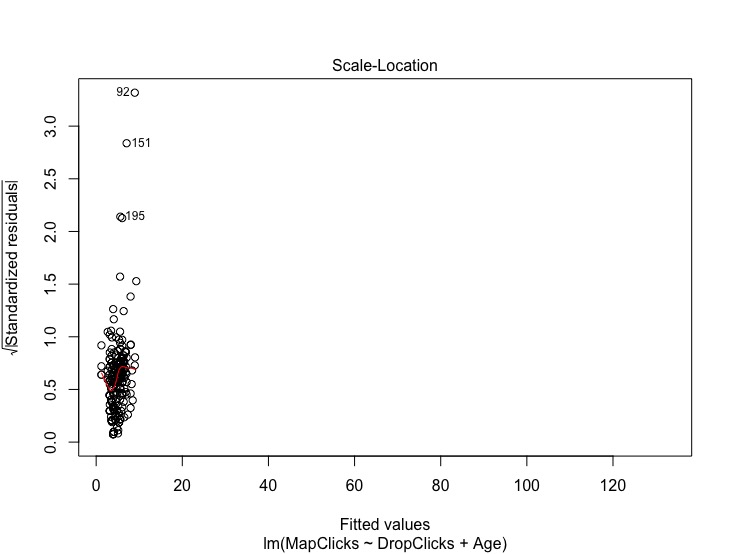 Scale-Location
92
151
195
√|Standardized residuals|
3.0
2.5
2.0
1.5
1.0
0.5
0.0
0 20 40 60 80 100 120
Fitted values
lm(MapClicks ~ DropClicks + Age)